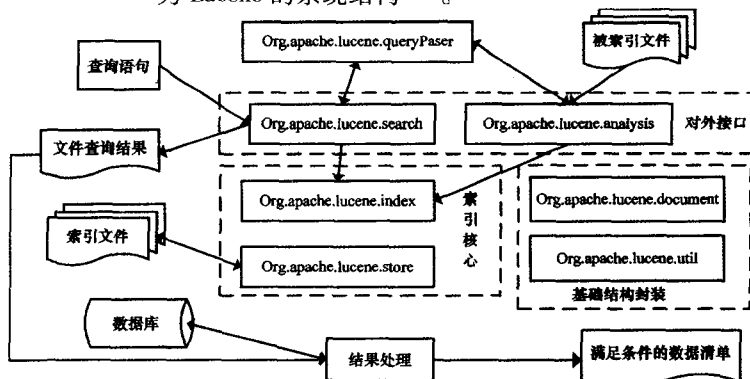 为 Lucene 的系统结构
Org.apache.lucene.queryPaser
被索引文件
查询语句
Org.apache.lucene.search
Org.apache.lucene.analysis
对外接口
文件查询结果
Org.apache.lucene.index
索引核心
Org.apache.lucene.document
索引文件
Org.apache.lucene.store
Org.apache.lucene.util
基础结构封装
数据库
结果处理
满足条件的数据清单